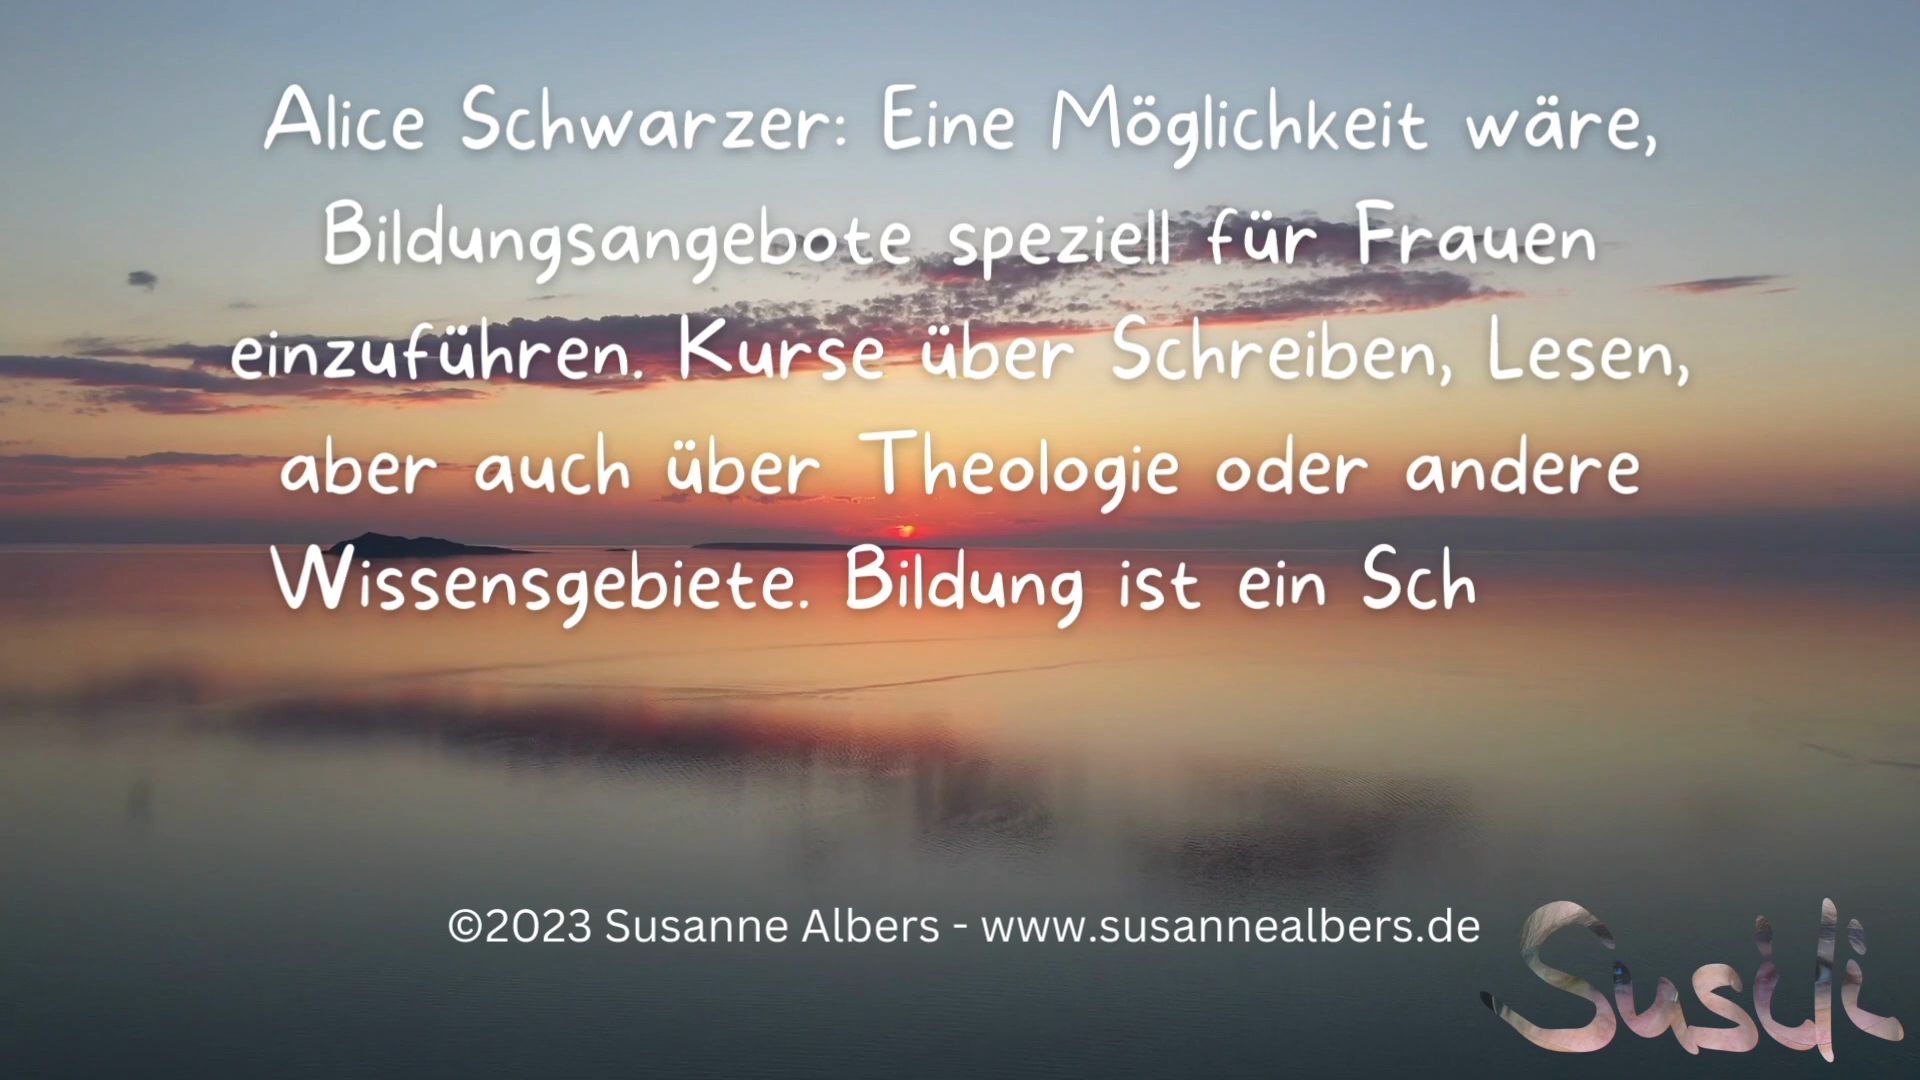 Alice Schwarzer: Eine Möglichkeit wäre,
Bildungsangebote speziell für Frauen
einzuführen. Kurse über Schreiben, Lesen,
aber auch über Theologie oder andere
Wissensgebiete. Bildung ist ein Sch
©2023 Susanne Albers - www.susannealbers.de
Susili